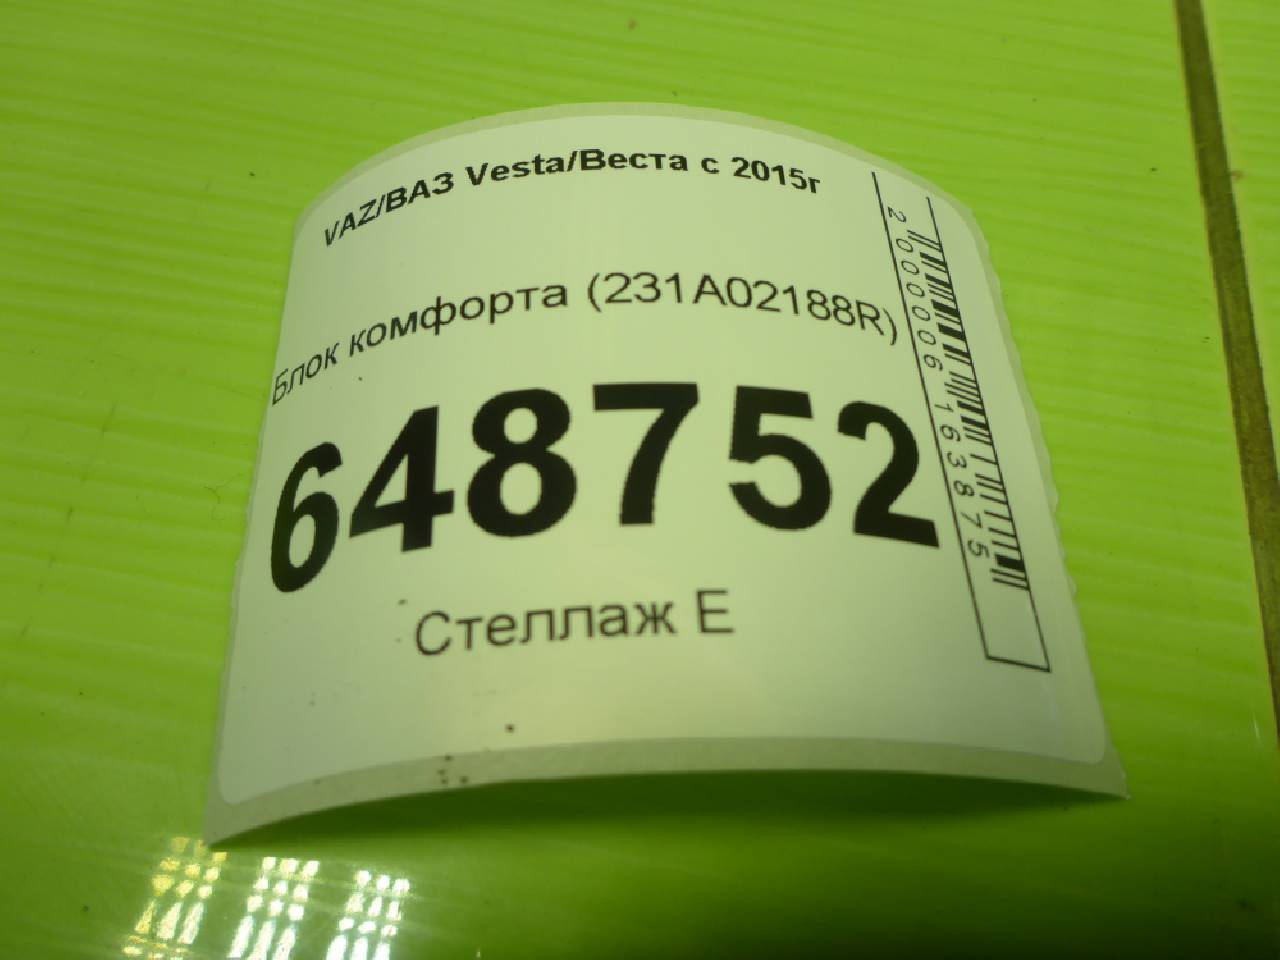 VAZ/ВАЗ Vesta/Веста с 2015г
Блок комфорта (231A02188R)
648752
Стеллаж Е
2000006163875